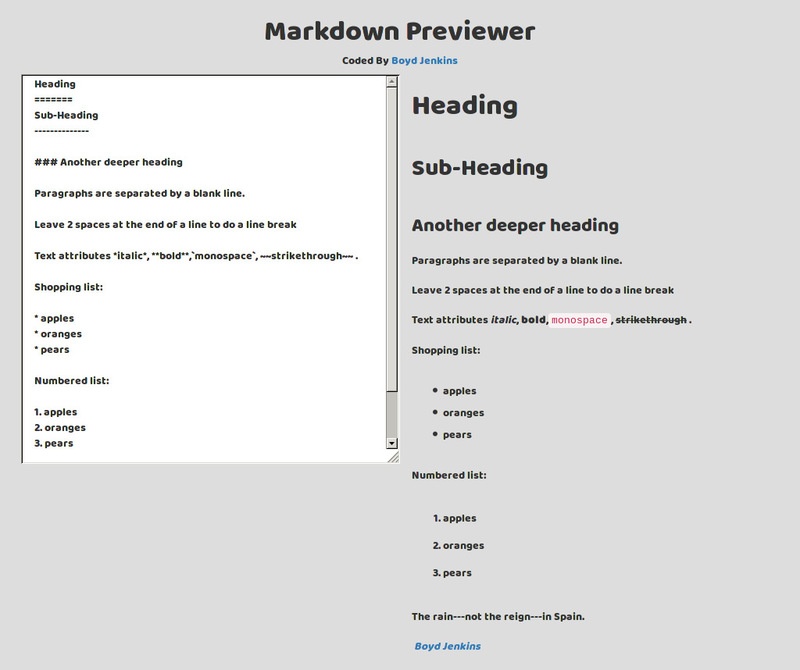 Markdown Previewer
Coded By Boyd Jenkins
Heading
=======
Sub-Heading
--------------
### Another deeper heading
Paragraphs are separated by a blank line.
Leave 2 spaces at the end of a line to do a line break
Text attributes *italic*, **bold**,`monospace`, ~~strikethrough~~ .
Shopping list:
* apples
* oranges
* pears
Numbered list:
1. apples
2. oranges
3. pears
Heading
Sub-Heading
Another deeper heading
Paragraphs are separated by a blank line.
Leave 2 spaces at the end of a line to do a line break
Text attributes italic, bold, monospace , strikethrough .
Shopping list:
• apples
• oranges
• pears
Numbered list:
1. apples
2. oranges
3. pears
The rain---not the reign---in Spain.
Boyd Jenkins